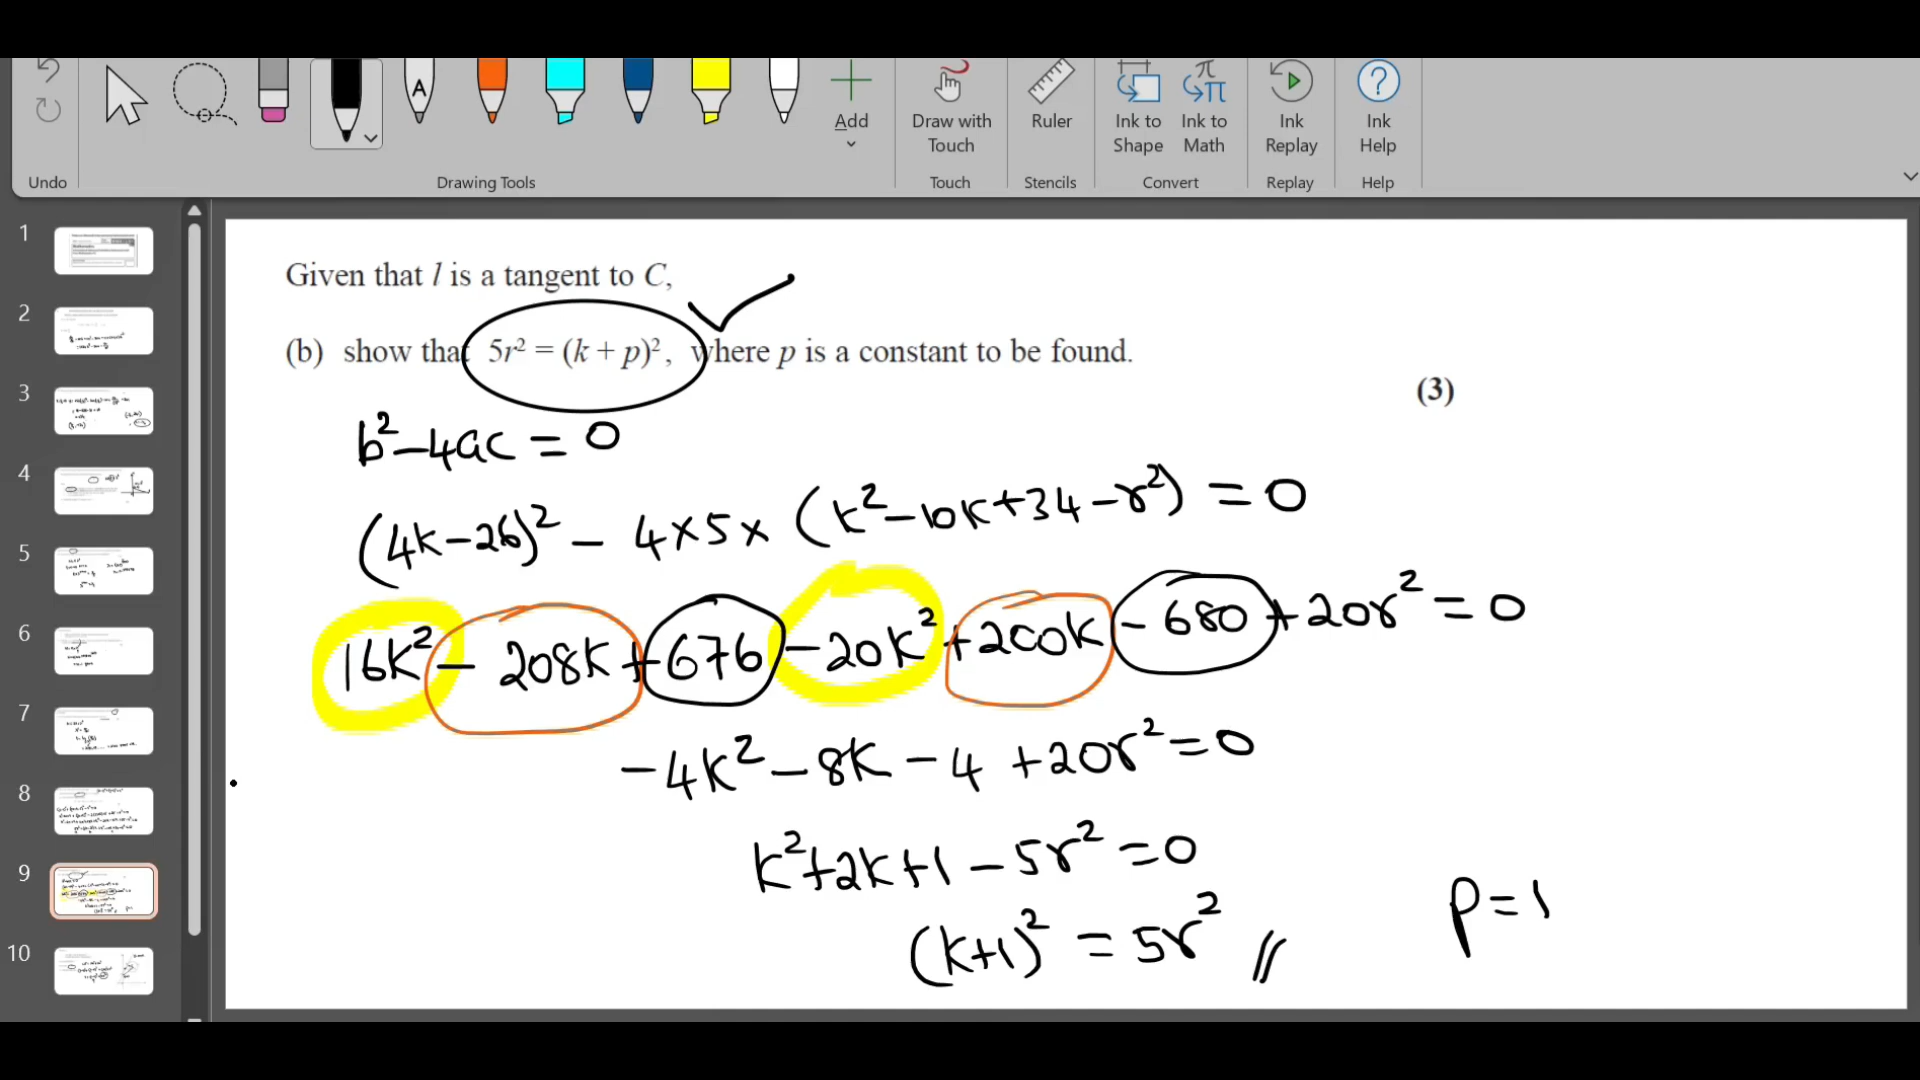 Add
Draw with
Touch
Ruler
Ink to
Shape
Ink to
Math
Ink
Replay
Ink
Help
Undo
Drawing Tools
Touch
Stencils
Convert
Replay
Help
1
2
3
4
5
6
7
8
9
10
Given that l is a tangent to C,
(b) show that 5r² = (k + p)², where p is a constant to be found.
(3)
b²-4ac = 0
(4k-26)² - 4×5× (k²-10k+34-r²) = 0
16k² - 208k +676 -20k² +200k -680 +20r² = 0
-4k² -8k -4 +20r² = 0
k²+2k+1 -5r² = 0
(k+1)² = 5r² //
p=1